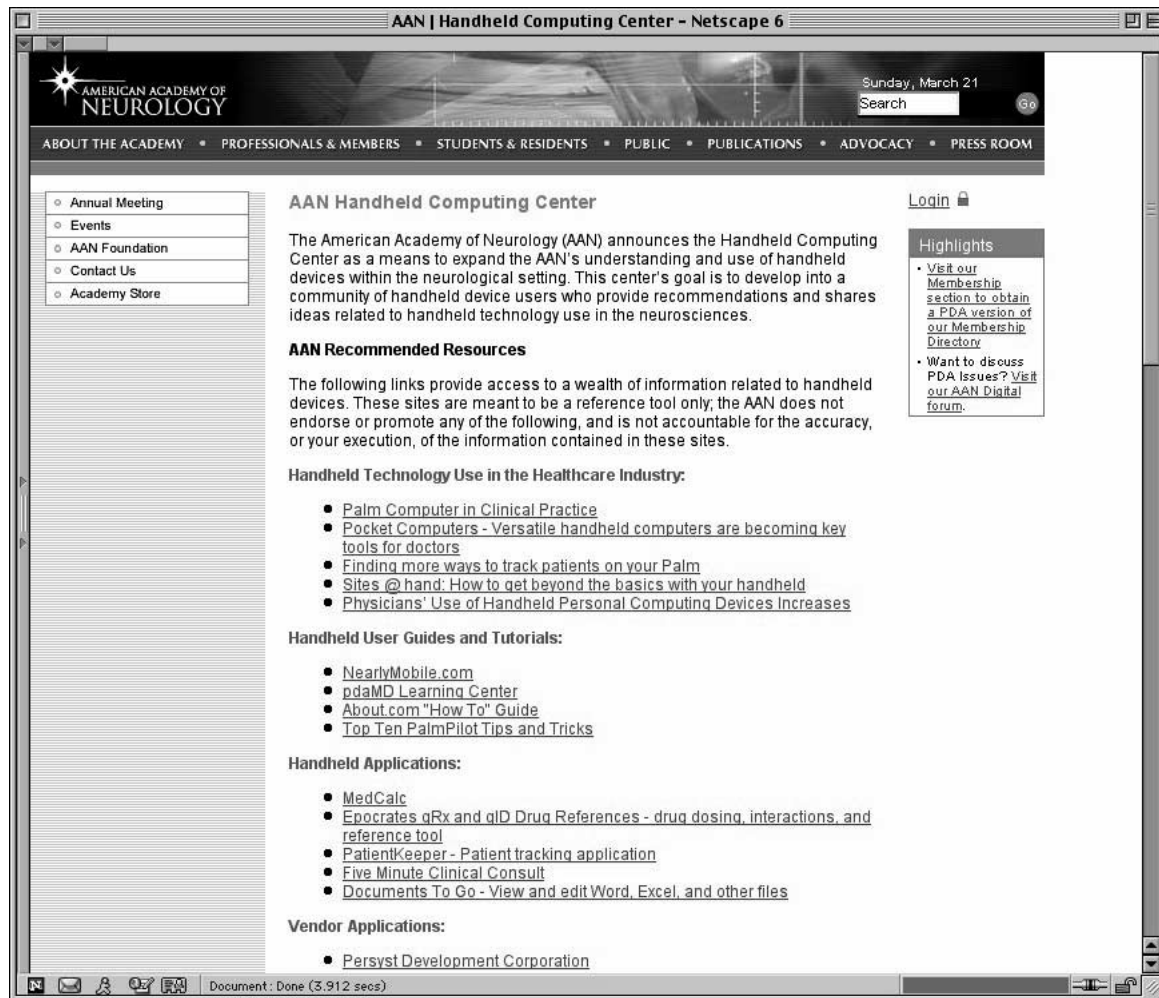 AAN | Handheld Computing Center – Netscape 6
AMERICAN ACADEMY OF
NEUROLOGY
Sunday, March 21
Search
Go
ABOUT THE ACADEMY • PROFESSIONALS & MEMBERS • STUDENTS & RESIDENTS • PUBLIC • PUBLICATIONS • ADVOCACY • PRESS ROOM
Annual Meeting
Events
AAN Foundation
Contact Us
Academy Store
AAN Handheld Computing Center
The American Academy of Neurology (AAN) announces the Handheld Computing
Center as a means to expand the AAN's understanding and use of handheld
devices within the neurological setting. This center's goal is to develop into a
community of handheld device users who provide recommendations and shares
ideas related to handheld technology use in the neurosciences.
AAN Recommended Resources
The following links provide access to a wealth of information related to handheld
devices. These sites are meant to be a reference tool only; the AAN does not
endorse or promote any of the following, and is not accountable for the accuracy,
or your execution, of the information contained in these sites.
Handheld Technology Use in the Healthcare Industry:
• Palm Computer in Clinical Practice
• Pocket Computers - Versatile handheld computers are becoming key
tools for doctors
• Finding more ways to track patients on your Palm
• Sites @ hand: How to get beyond the basics with your handheld
• Physicians' Use of Handheld Personal Computing Devices Increases
Handheld User Guides and Tutorials:
• NearlyMobile.com
• pdaMD Learning Center
• About.com "How To" Guide
• Top Ten PalmPilot Tips and Tricks
Handheld Applications:
• MedCalc
• Epocrates qRx and qID Drug References - drug dosing, interactions, and
reference tool
• PatientKeeper - Patient tracking application
• Five Minute Clinical Consult
• Documents To Go - View and edit Word, Excel, and other files
Vendor Applications:
• Persyst Development Corporation
Login
Highlights
• Visit our
Membership
section to obtain
a PDA version of
our Membership
Directory
• Want to discuss
PDA Issues? Visit
our AAN Digital
forum.
N
Document: Done (3.912 secs)